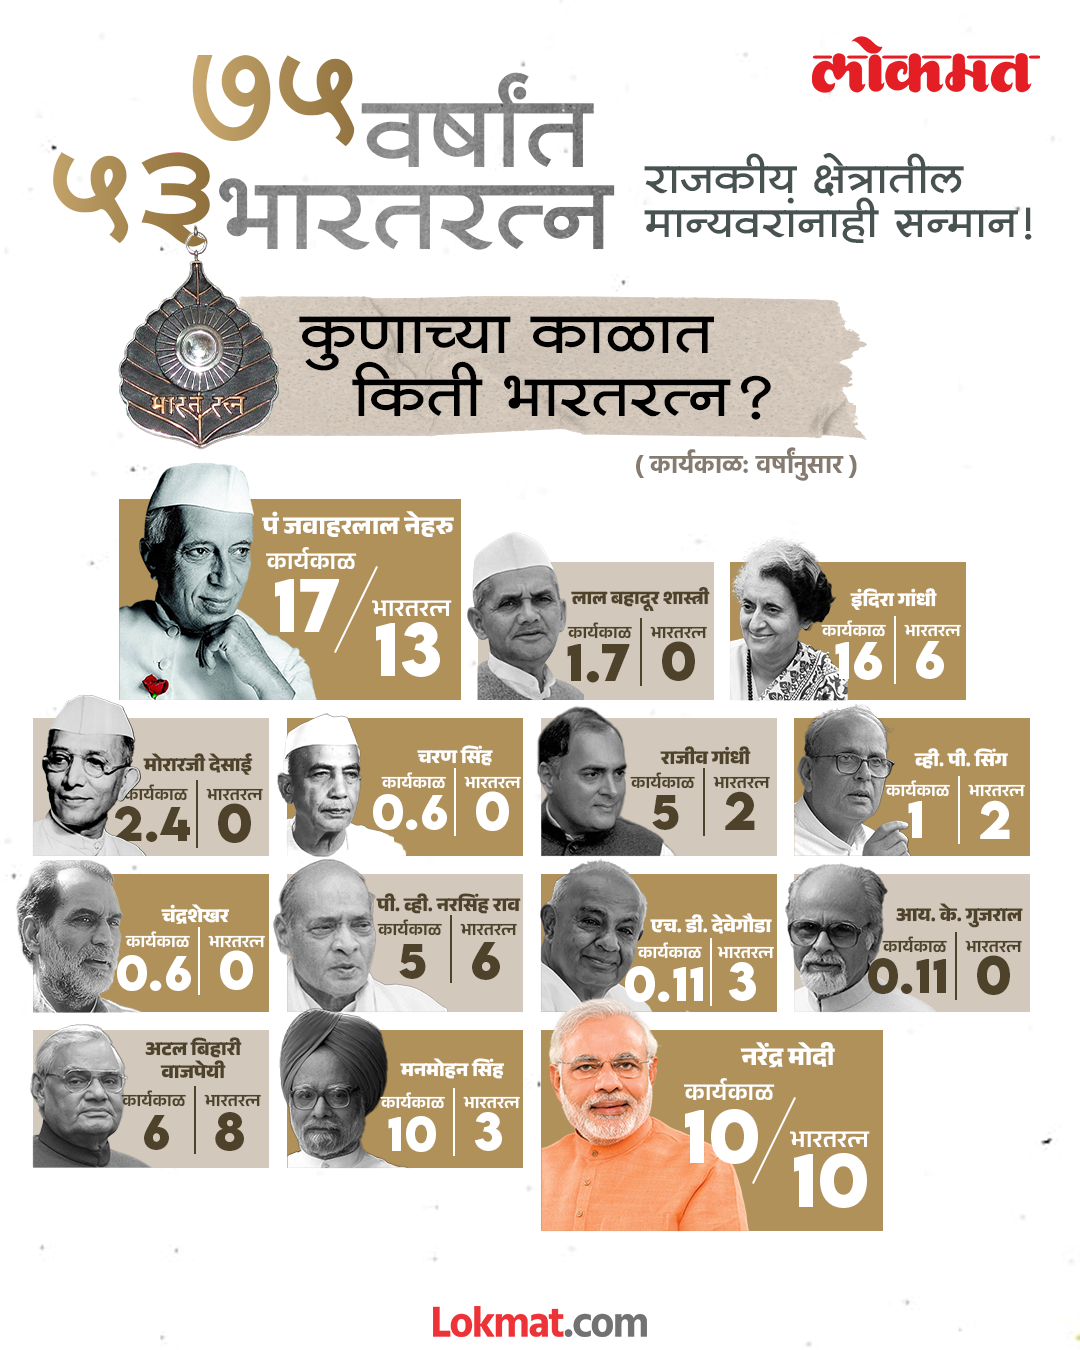 लोकमत
७५ वर्षांत
५३ भारतरत्न
राजकीय क्षेत्रातील
मान्यवरांनाही सन्मान!
भारत रत्न
कुणाच्या काळात
किती भारतरत्न ?
( कार्यकाळ: वर्षांनुसार )
पं जवाहरलाल नेहरु
कार्यकाळ
17
भारतरत्न
13
लाल बहादूर शास्त्री
कार्यकाळ भारतरत्न
1.7 0
इंदिरा गांधी
कार्यकाळ भारतरत्न
16 6
मोरारजी देसाई
कार्यकाळ भारतरत्न
2.4 0
चरण सिंह
कार्यकाळ भारतरत्न
0.6 0
राजीव गांधी
कार्यकाळ भारतरत्न
5 2
व्ही. पी. सिंग
कार्यकाळ भारतरत्न
1 2
चंद्रशेखर
कार्यकाळ भारतरत्न
0.6 0
पी. व्ही. नरसिंह राव
कार्यकाळ भारतरत्न
5 6
एच. डी. देवेगौडा
कार्यकाळ भारतरत्न
0.11 3
आय. के. गुजराल
कार्यकाळ भारतरत्न
0.11 0
अटल बिहारी
वाजपेयी
कार्यकाळ भारतरत्न
6 8
मनमोहन सिंह
कार्यकाळ भारतरत्न
10 3
नरेंद्र मोदी
कार्यकाळ
10
भारतरत्न
10
Lokmat.com